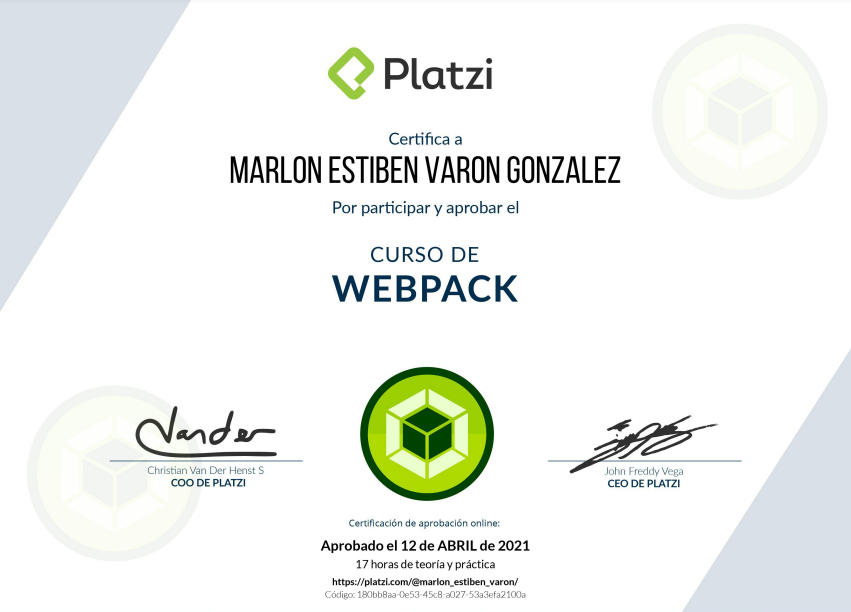 Platzi
Certifica a
MARLON ESTIBEN VARON GONZALEZ
Por participar y aprobar el
CURSO DE
WEBPACK
Vander
Christian Van Der Henst S
COO DE PLATZI
John Freddy Vega
CEO DE PLATZI
Certificación de aprobación online:
Aprobado el 12 de ABRIL de 2021
17 horas de teoría y práctica
https://platzi.com/@marlon_estiben_varon/
Código: 180bb8aa-0e53-45c8-a027-53a3efa2100a